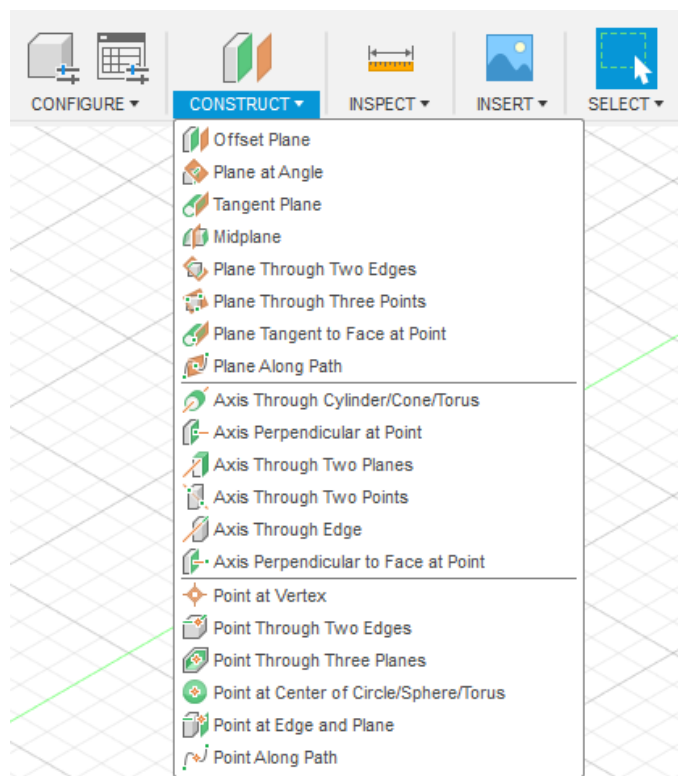 CONFIGURE ▾ CONSTRUCT ▾ INSPECT ▾ INSERT ▾ SELECT ▾
Offset Plane
Plane at Angle
Tangent Plane
Midplane
Plane Through Two Edges
Plane Through Three Points
Plane Tangent to Face at Point
Plane Along Path
Axis Through Cylinder/Cone/Torus
Axis Perpendicular at Point
Axis Through Two Planes
Axis Through Two Points
Axis Through Edge
Axis Perpendicular to Face at Point
Point at Vertex
Point Through Two Edges
Point Through Three Planes
Point at Center of Circle/Sphere/Torus
Point at Edge and Plane
Point Along Path